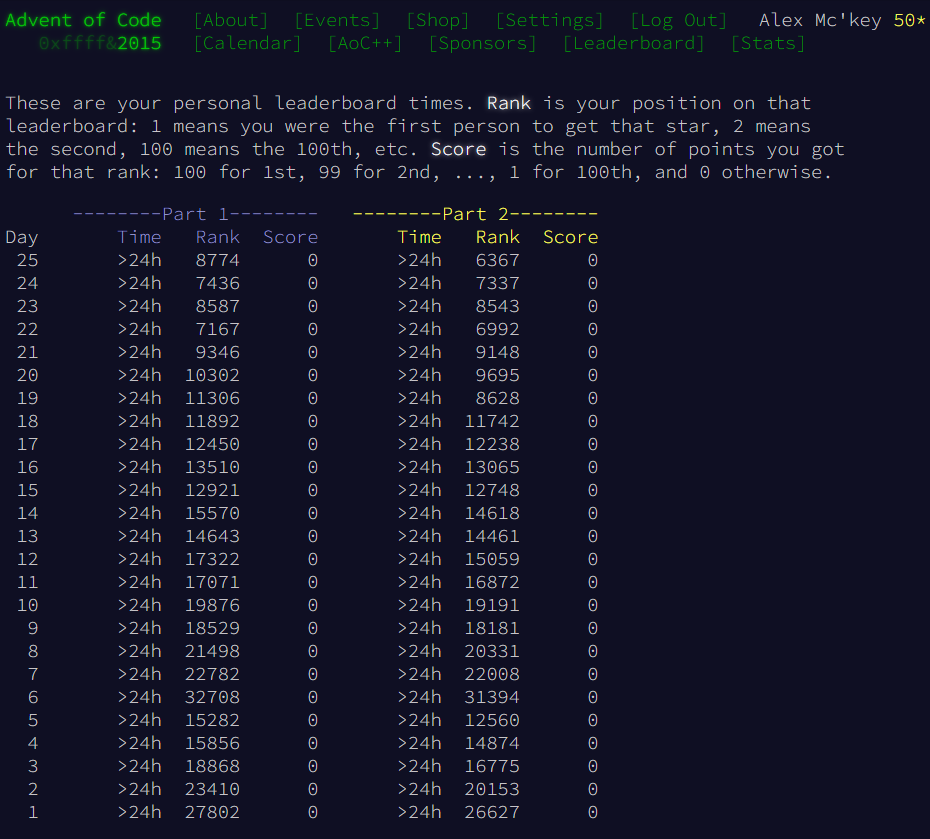 Advent of Code [About] [Events] [Shop] [Settings] [Log Out] Alex Mc'key 50*
0xffff&2015 [Calendar] [AoC++] [Sponsors] [Leaderboard] [Stats]
These are your personal leaderboard times. Rank is your position on that
leaderboard: 1 means you were the first person to get that star, 2 means
the second, 100 means the 100th, etc. Score is the number of points you got
for that rank: 100 for 1st, 99 for 2nd, ..., 1 for 100th, and 0 otherwise.
--------Part 1-------- --------Part 2--------
Day Time Rank Score Time Rank Score
25 >24h 8774 0 >24h 6367 0
24 >24h 7436 0 >24h 7337 0
23 >24h 8587 0 >24h 8543 0
22 >24h 7167 0 >24h 6992 0
21 >24h 9346 0 >24h 9148 0
20 >24h 10302 0 >24h 9695 0
19 >24h 11306 0 >24h 8628 0
18 >24h 11892 0 >24h 11742 0
17 >24h 12450 0 >24h 12238 0
16 >24h 13510 0 >24h 13065 0
15 >24h 12921 0 >24h 12748 0
14 >24h 15570 0 >24h 14618 0
13 >24h 14643 0 >24h 14461 0
12 >24h 17322 0 >24h 15059 0
11 >24h 17071 0 >24h 16872 0
10 >24h 19876 0 >24h 19191 0
9 >24h 18529 0 >24h 18181 0
8 >24h 21498 0 >24h 20331 0
7 >24h 22782 0 >24h 22008 0
6 >24h 32708 0 >24h 31394 0
5 >24h 15282 0 >24h 12560 0
4 >24h 15856 0 >24h 14874 0
3 >24h 18868 0 >24h 16775 0
2 >24h 23410 0 >24h 20153 0
1 >24h 27802 0 >24h 26627 0